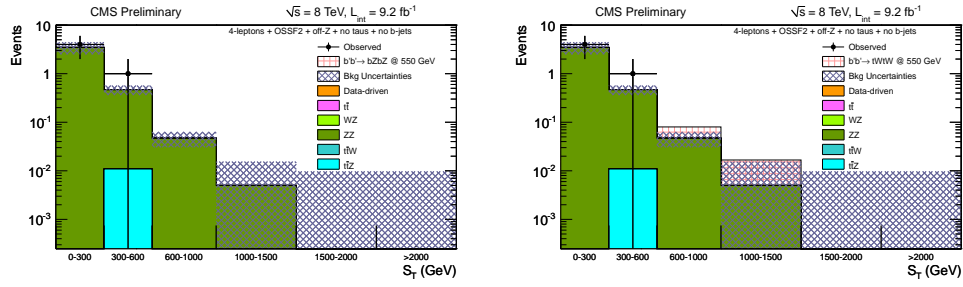 CMS Preliminary
√s = 8 TeV, L_int = 9.2 fb⁻¹
4-leptons + OSSF2 + off-Z + no taus + no b-jets
Events
10
1
10⁻¹
10⁻²
10⁻³
Observed
b'b'→ bZbZ @ 550 GeV
Bkg Uncertainties
Data-driven
tt̄
WZ
ZZ
tt̄W
tt̄Z
0-300 300-600 600-1000 1000-1500 1500-2000 >2000
S_T (GeV)
CMS Preliminary
√s = 8 TeV, L_int = 9.2 fb⁻¹
4-leptons + OSSF2 + off-Z + no taus + no b-jets
Events
10
1
10⁻¹
10⁻²
10⁻³
Observed
b'b'→ tWtW @ 550 GeV
Bkg Uncertainties
Data-driven
tt̄
WZ
ZZ
tt̄W
tt̄Z
0-300 300-600 600-1000 1000-1500 1500-2000 >2000
S_T (GeV)